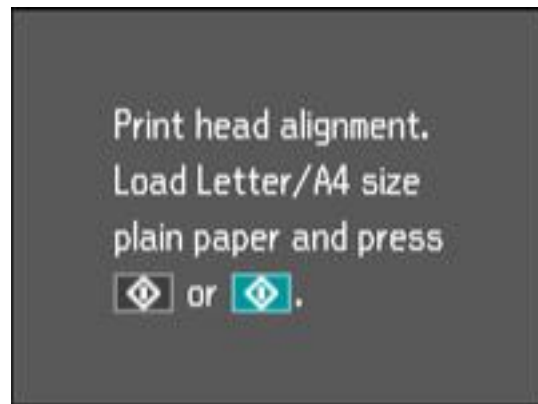 Print head alignment.
Load Letter/A4 size
plain paper and press
or .